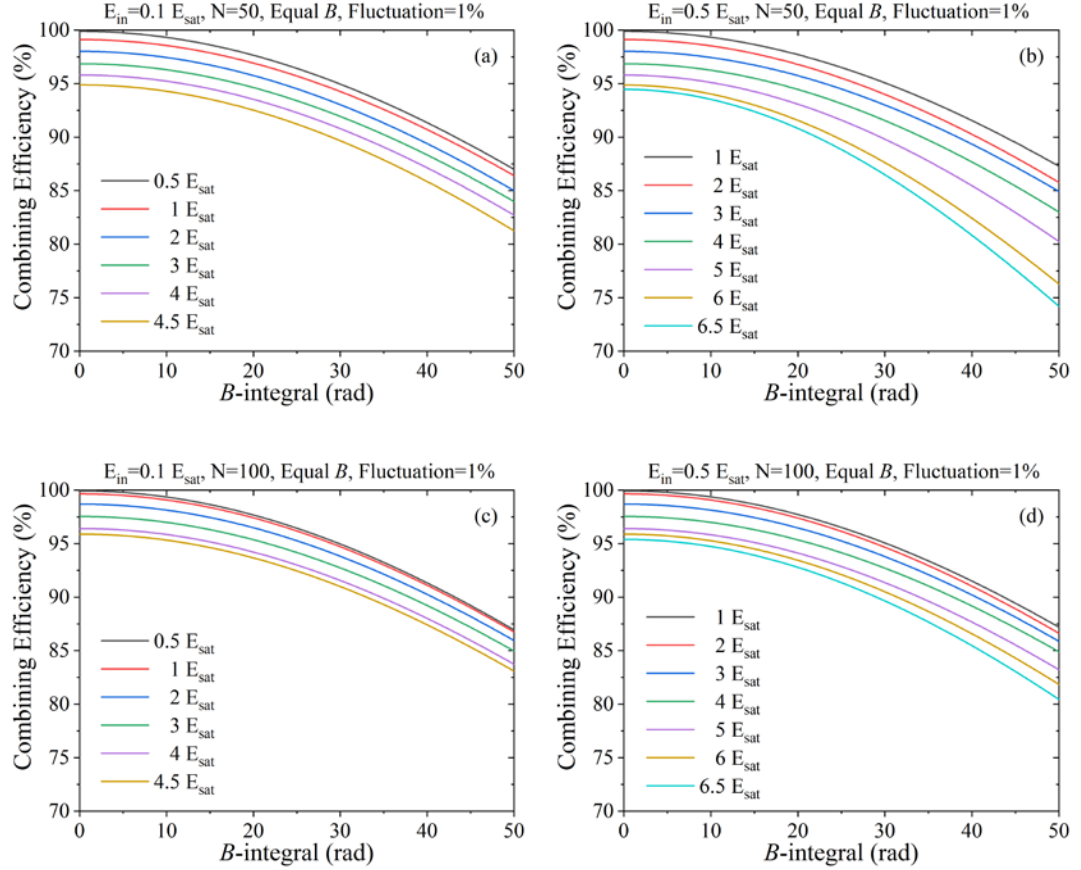 E_in=0.1 E_sat, N=50, Equal B, Fluctuation=1%
(a)
Combining Efficiency (%)
100
95
90
85
80
75
70
0.5 E_sat
1 E_sat
2 E_sat
3 E_sat
4 E_sat
4.5 E_sat
0 10 20 30 40 50
B-integral (rad)
E_in=0.5 E_sat, N=50, Equal B, Fluctuation=1%
(b)
Combining Efficiency (%)
100
95
90
85
80
75
70
1 E_sat
2 E_sat
3 E_sat
4 E_sat
5 E_sat
6 E_sat
6.5 E_sat
0 10 20 30 40 50
B-integral (rad)
E_in=0.1 E_sat, N=100, Equal B, Fluctuation=1%
(c)
Combining Efficiency (%)
100
95
90
85
80
75
70
0.5 E_sat
1 E_sat
2 E_sat
3 E_sat
4 E_sat
4.5 E_sat
0 10 20 30 40 50
B-integral (rad)
E_in=0.5 E_sat, N=100, Equal B, Fluctuation=1%
(d)
Combining Efficiency (%)
100
95
90
85
80
75
70
1 E_sat
2 E_sat
3 E_sat
4 E_sat
5 E_sat
6 E_sat
6.5 E_sat
0 10 20 30 40 50
B-integral (rad)